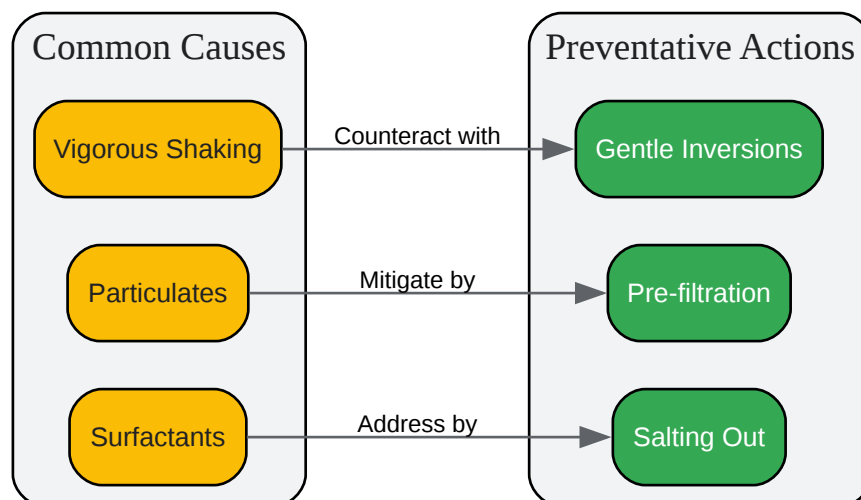 Common Causes
Preventative Actions
Vigorous Shaking
Counteract with
Gentle Inversions
Particulates
Mitigate by
Pre-filtration
Surfactants
Address by
Salting Out